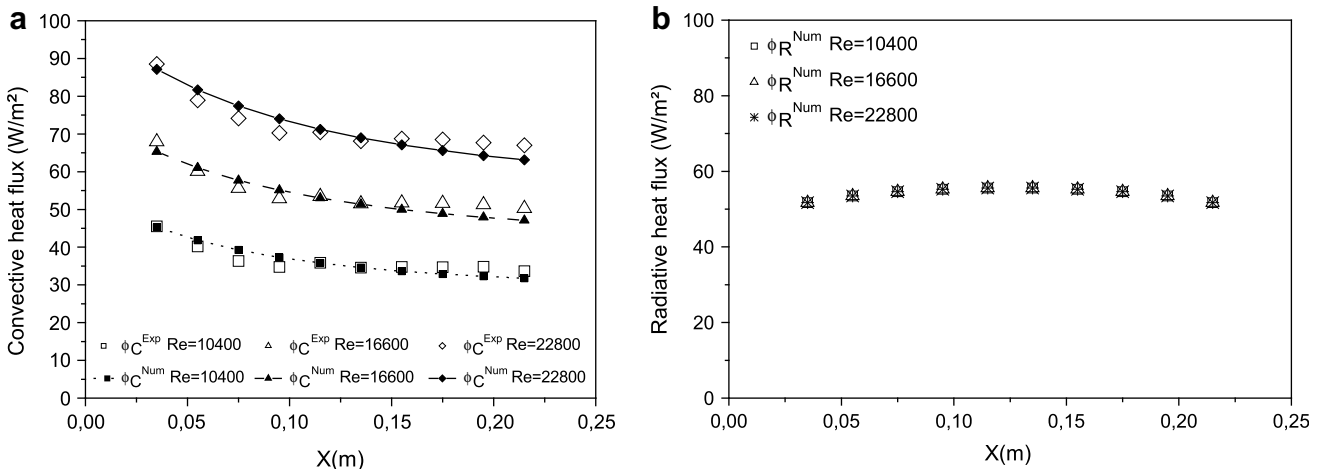 a
Convective heat flux (W/m²)
100
90
80
70
60
50
40
30
20
10
0
ϕC^Exp Re=10400 ϕC^Exp Re=16600 ϕC^Exp Re=22800
ϕC^Num Re=10400 ϕC^Num Re=16600 ϕC^Num Re=22800
0,00 0,05 0,10 0,15 0,20 0,25
X(m)
b
Radiative heat flux (W/m²)
100
80
60
40
20
0
ϕR^Num Re=10400
ϕR^Num Re=16600
ϕR^Num Re=22800
0,00 0,05 0,10 0,15 0,20 0,25
X(m)